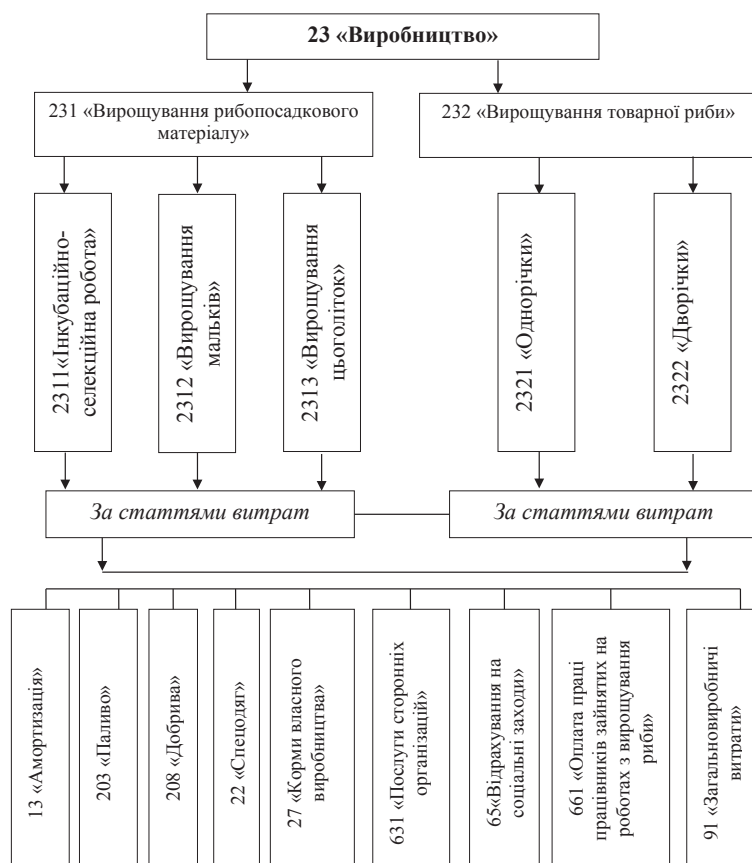 23 «Виробництво»
231 «Вирощування рибопосадкового
матеріалу»
232 «Вирощування товарної риби»
2311«Інкубаційно-
селекційна робота»
2312 «Вирощування
мальків»
2313 «Вирощування
цьоголіток»
2321 «Однорічки»
2322 «Дворічки»
За статтями витрат
За статтями витрат
13 «Амортизація»
203 «Паливо»
208 «Добрива»
22 «Спецодяг»
27 «Корми власного
виробництва»
631 «Послуги сторонніх
організацій»
65«Відрахування на
соціальні заходи»
661 «Оплата праці
працівників зайнятих на
роботах з вирощування
риби»
91 «Загальновиробничі
витрати»